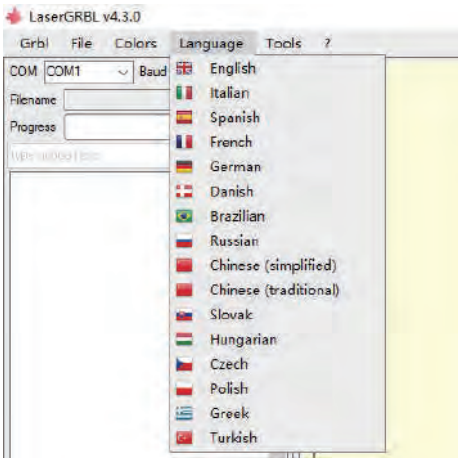 LaserGRBL v4.3.0
Grbl File Colors Language Tools ?
COM COM1 Baud
Filename
Progress
English
Italian
Spanish
French
German
Danish
Brazilian
Russian
Chinese (simplified)
Chinese (traditional)
Slovak
Hungarian
Czech
Polish
Greek
Turkish